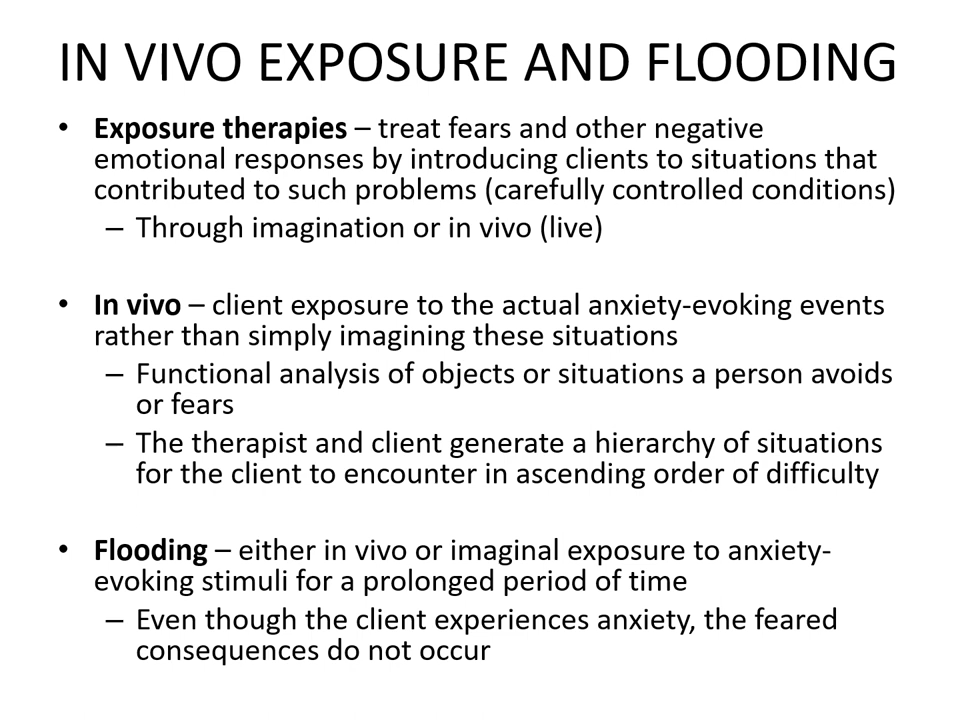 IN VIVO EXPOSURE AND FLOODING
• Exposure therapies – treat fears and other negative
emotional responses by introducing clients to situations that
contributed to such problems (carefully controlled conditions)
– Through imagination or in vivo (live)
• In vivo – client exposure to the actual anxiety-evoking events
rather than simply imagining these situations
– Functional analysis of objects or situations a person avoids
or fears
– The therapist and client generate a hierarchy of situations
for the client to encounter in ascending order of difficulty
• Flooding – either in vivo or imaginal exposure to anxiety-
evoking stimuli for a prolonged period of time
– Even though the client experiences anxiety, the feared
consequences do not occur